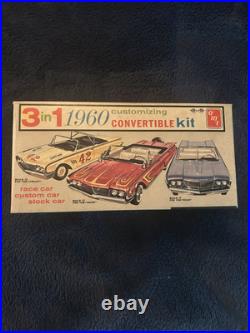 3 in 1 1960 customizing
CONVERTIBLE kit
amt
42
race car
custom car
stock car